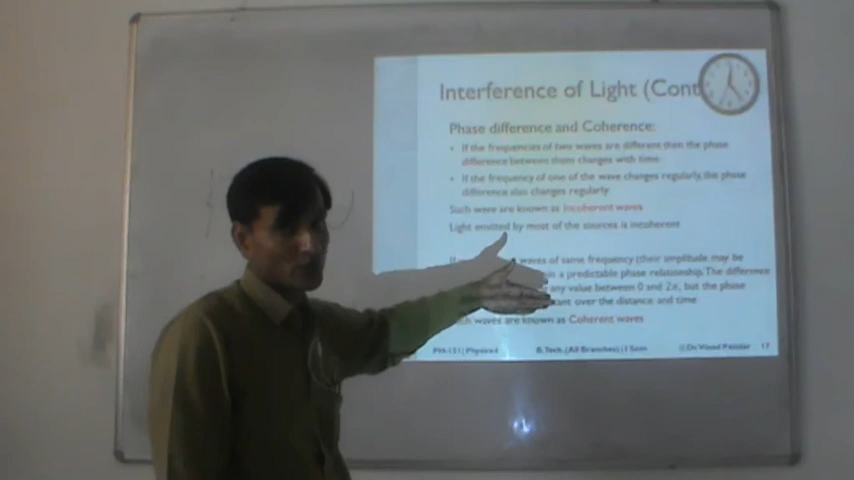 Interference of Light (Cont
Phase difference and Coherence:
• If the frequencies of two waves are different then the phase
difference between them changes with time
• If the frequency of one of the wave changes regularly, the phase
difference also changes regularly
Such wave are known as Incoherent waves
Light emitted by most of the sources is incoherent
If waves of same frequency (their amplitude may be
in a predictable phase relationship. The difference
any value between 0 and 2π, but the phase
ant over the distance and time
waves are known as Coherent waves
PYI-151| Physics-I B. Tech. (All Branches) | I Sem ©Dr. Vinod Pandar 17